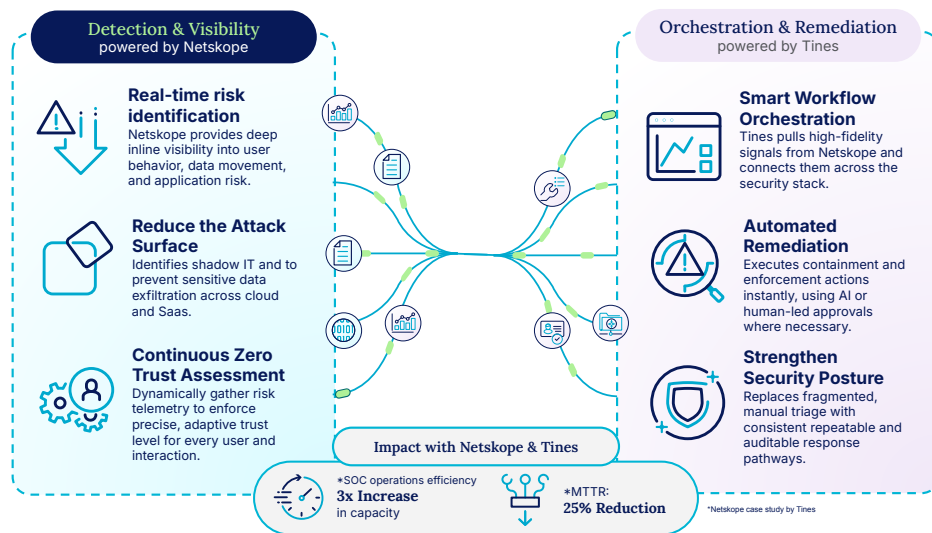 Detection & Visibility
powered by Netskope
Real-time risk
identification
Netskope provides deep
inline visibility into user
behavior, data movement,
and application risk.
Reduce the Attack
Surface
Identifies shadow IT and to
prevent sensitive data
exfiltration across cloud
and Saas.
Continuous Zero
Trust Assessment
Dynamically gather risk
telemetry to enforce
precise, adaptive trust
level for every user and
interaction.
Orchestration & Remediation
powered by Tines
Smart Workflow
Orchestration
Tines pulls high-fidelity
signals from Netskope and
connects them across the
security stack.
Automated
Remediation
Executes containment and
enforcement actions
instantly, using AI or
human-led approvals
where necessary.
Strengthen
Security Posture
Replaces fragmented,
manual triage with
consistent repeatable and
auditable response
pathways.
Impact with Netskope & Tines
*SOC operations efficiency
3x Increase
in capacity
*MTTR:
25% Reduction
*Netskope case study by Tines